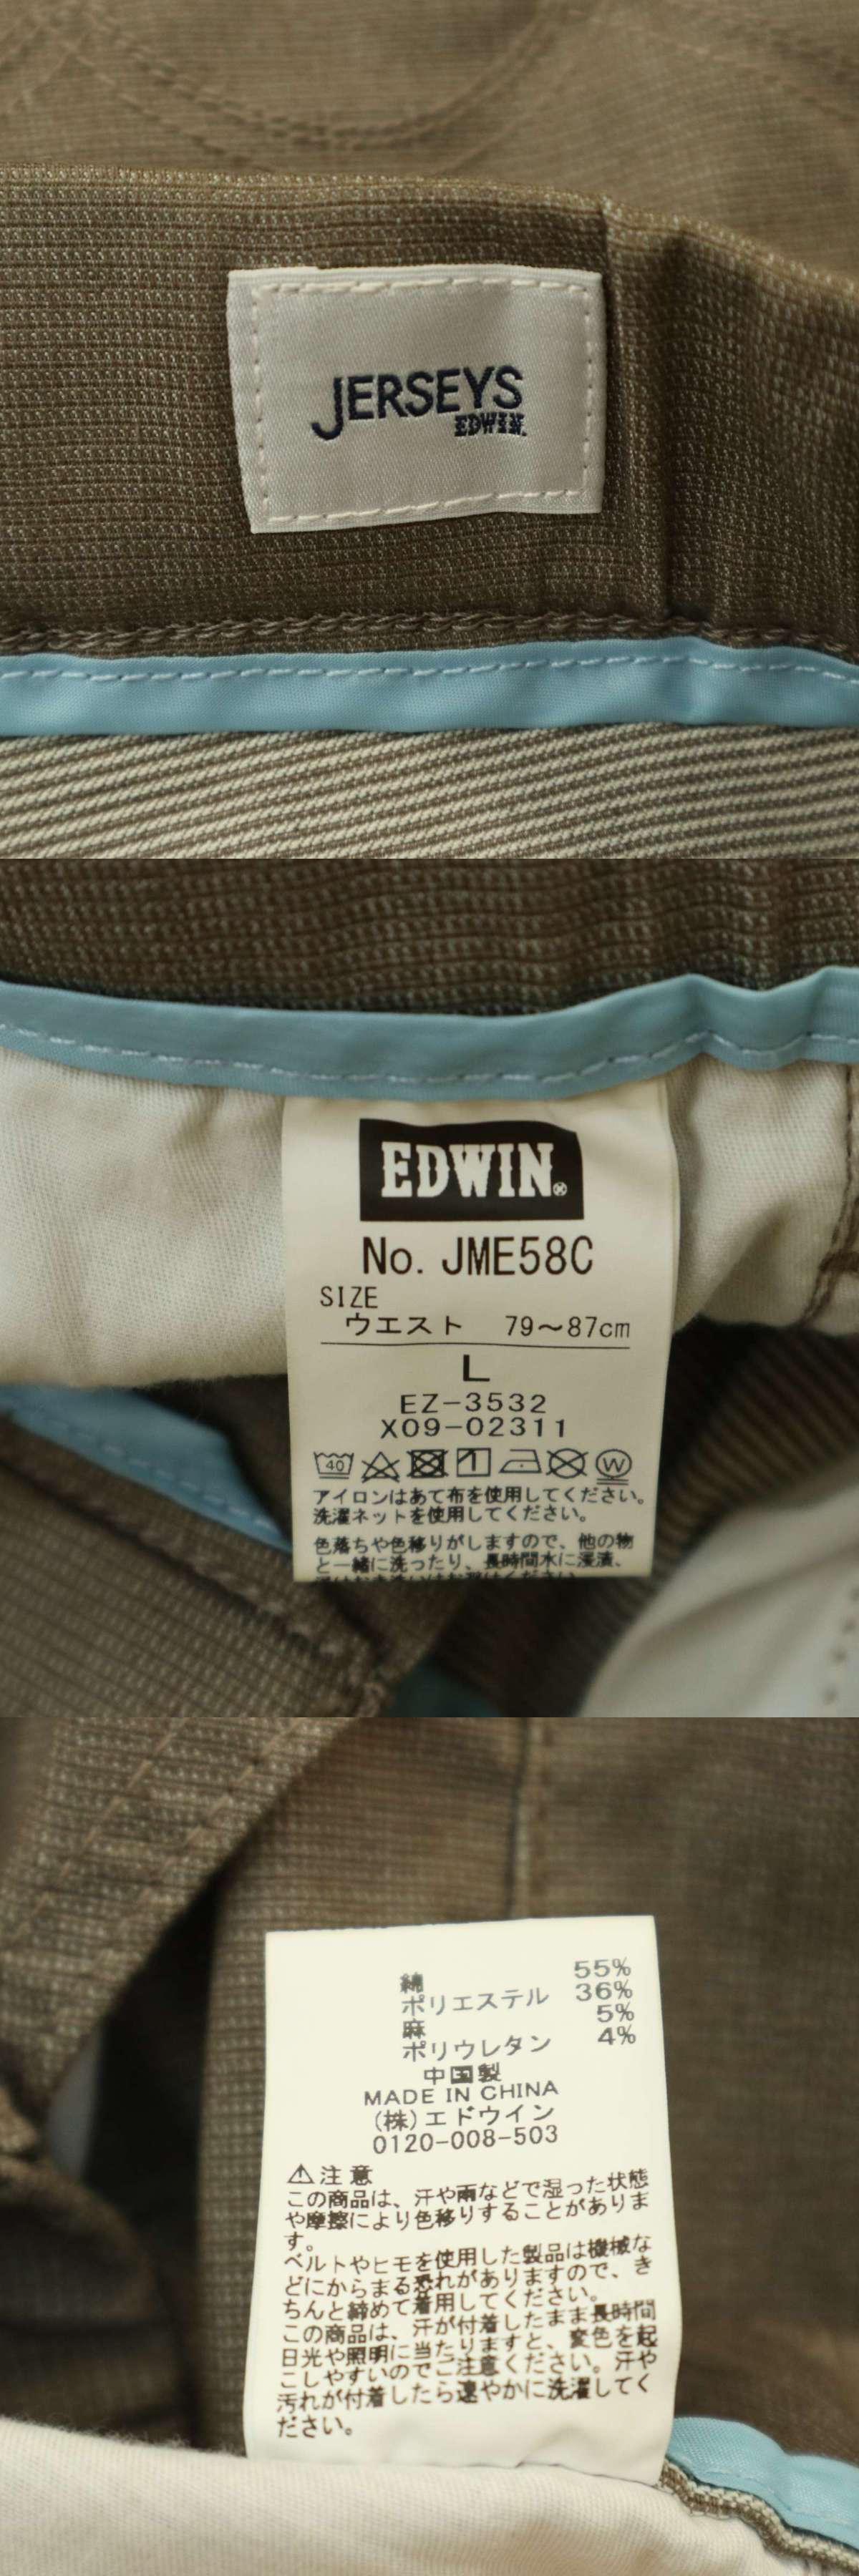 JERSEYS
EDWIN.
EDWIN®
No. JME58C
SIZE
ウエスト 79～87cm
L
EZ-3532
X09-02311
40 W
アイロンはあて布を使用してください。
洗濯ネットを使用してください。
色落ちや色移りがしますので、他の物
と一緒に洗ったり、長時間水に浸漬、
綿 55%
ポリエステル 36%
麻 5%
ポリウレタン 4%
中国製
MADE IN CHINA
(株)エドウイン
0120-008-503
⚠注意
この商品は、汗や雨などで湿った状態
や摩擦により色移りすることがありま
す。
ベルトやヒモを使用した製品は機械な
どにからまる恐れがありますので、き
ちんと締めて着用してください。
この商品は、汗が付着したまま長時間
日光や照明に当たりますと、変色を起
こしやすいのでご注意ください。汗や
汚れが付着したら速やかに洗濯してく
ださい。